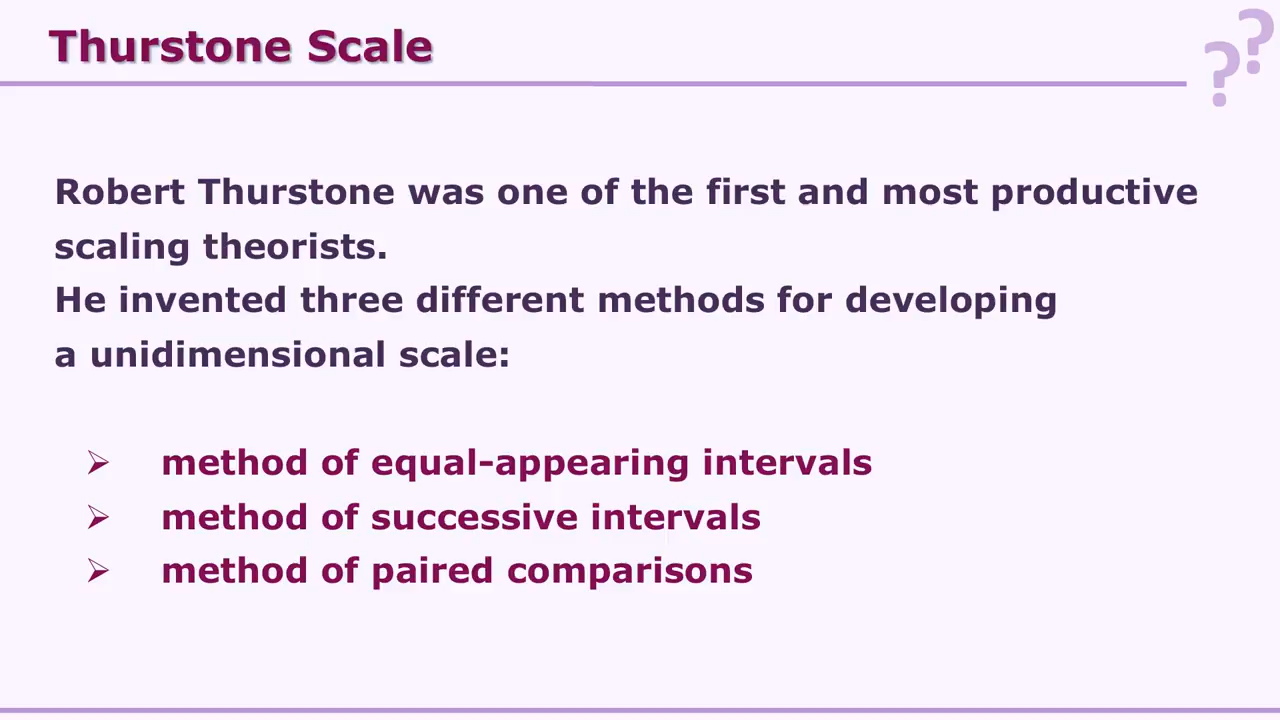 Thurstone Scale
??
Robert Thurstone was one of the first and most productive
scaling theorists.
He invented three different methods for developing
a unidimensional scale:
➢ method of equal-appearing intervals
➢ method of successive intervals
➢ method of paired comparisons